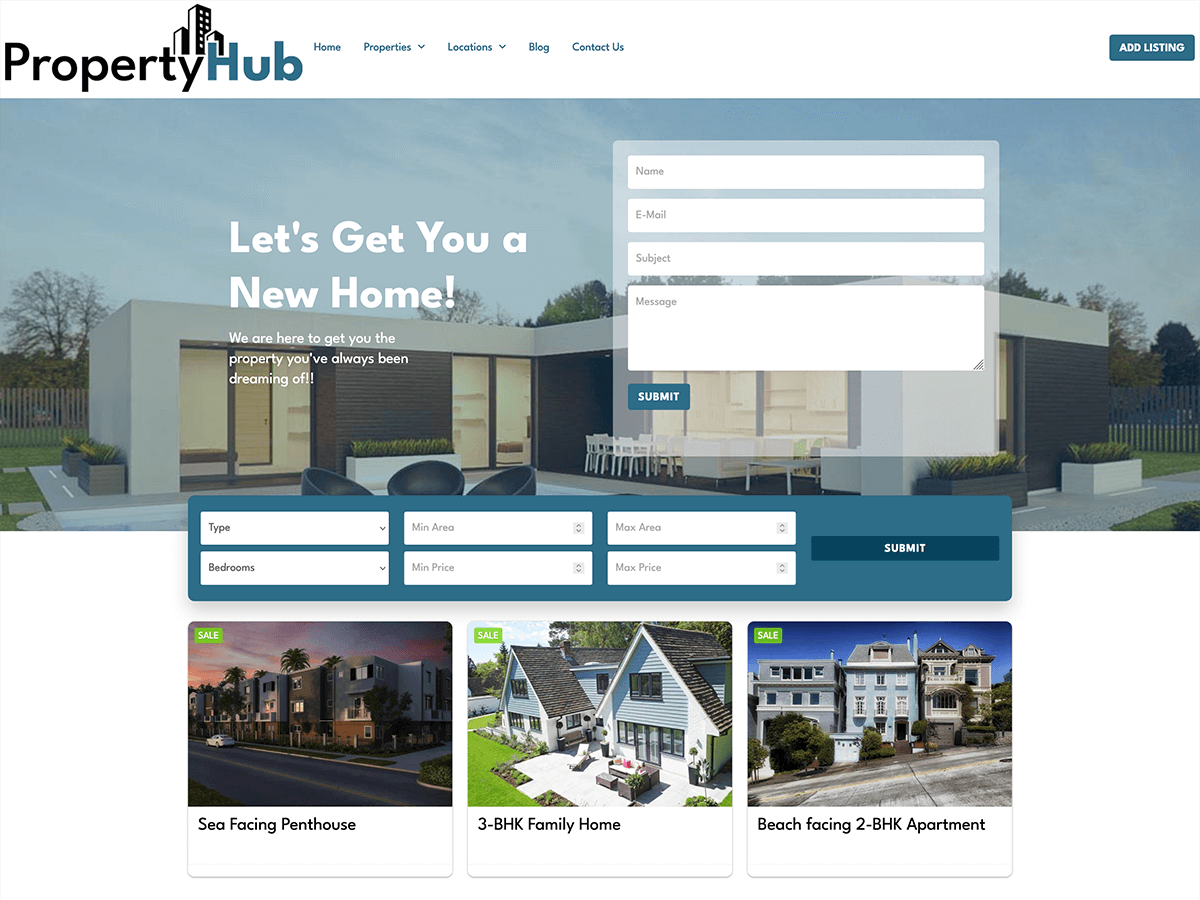 PropertyHub
Home
Properties
Locations
Blog
Contact Us
ADD LISTING
Let's Get You a
New Home!
We are here to get you the
property you've always been
dreaming of!!
Name
E-Mail
Subject
Message
SUBMIT
Type
Min Area
Max Area
Bedrooms
Min Price
Max Price
SUBMIT
SALE
SALE
SALE
Sea Facing Penthouse
3-BHK Family Home
Beach facing 2-BHK Apartment